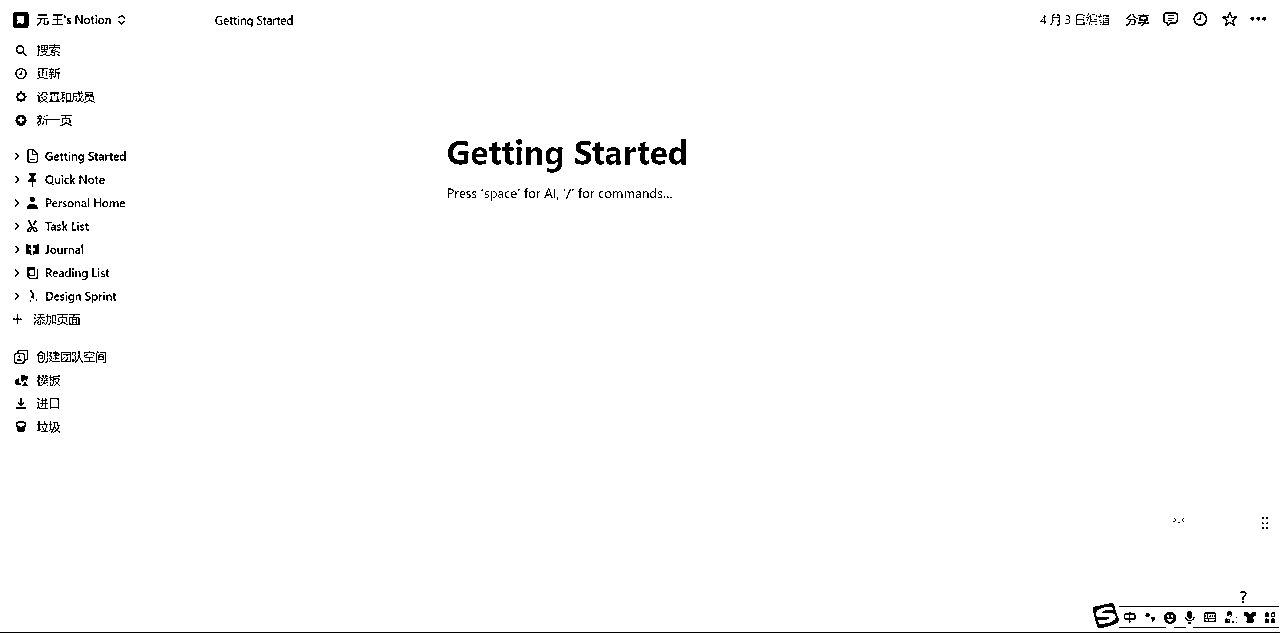 元 王's Notion
Getting Started
4 月 3 日编辑
分享
搜索
更新
设置和成员
新一页
Getting Started
Quick Note
Personal Home
Task List
Journal
Reading List
Design Sprint
添加页面
创建团队空间
模板
进口
垃圾
Getting Started
Press ‘space’ for AI, ‘/’ for commands...
?
中